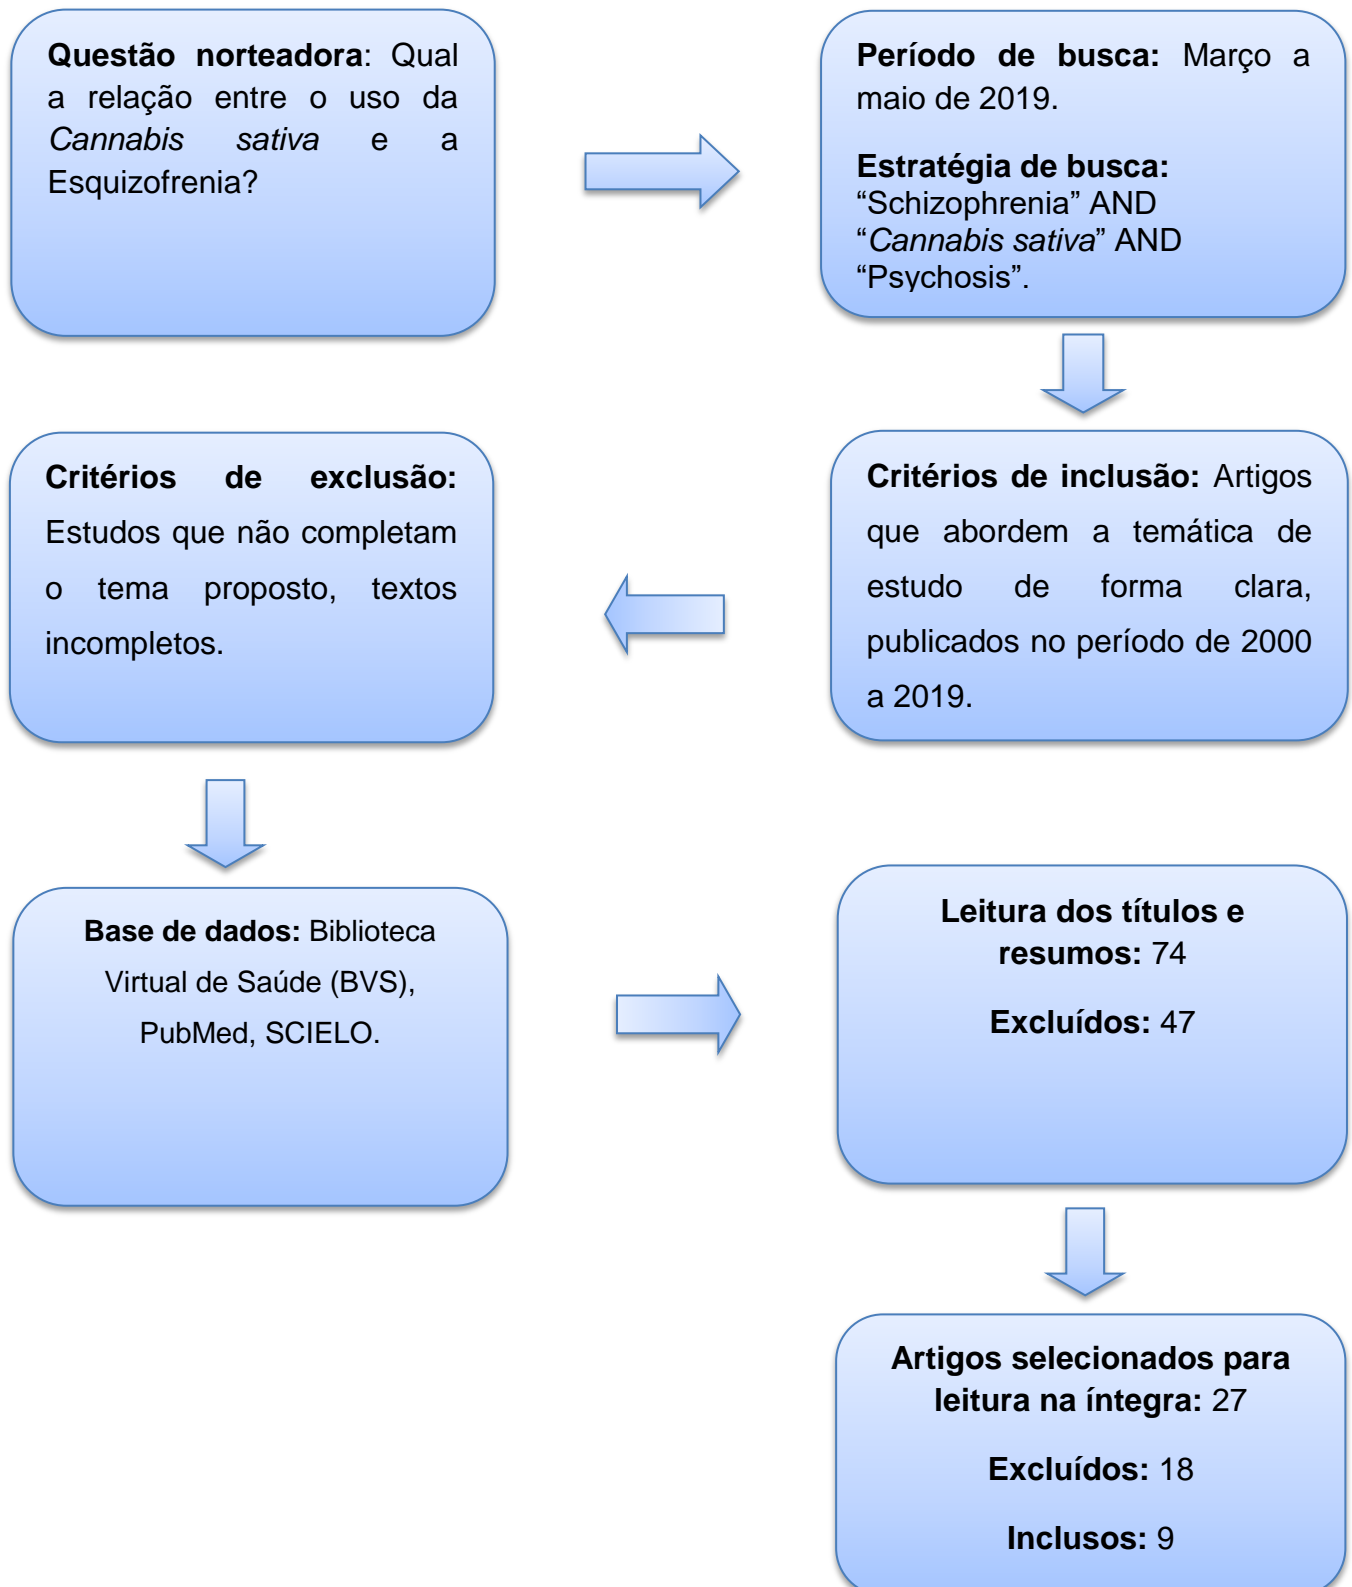 Questão norteadora: Qual
a relação entre o uso da
Cannabis sativa e a
Esquizofrenia?
Período de busca: Março a
maio de 2019.
Estratégia de busca:
“Schizophrenia” AND
“Cannabis sativa” AND
“Psychosis”.
Critérios de inclusão: Artigos
que abordem a temática de
estudo de forma clara,
publicados no período de 2000
a 2019.
Critérios de exclusão:
Estudos que não completam
o tema proposto, textos
incompletos.
Base de dados: Biblioteca
Virtual de Saúde (BVS),
PubMed, SCIELO.
Leitura dos títulos e
resumos: 74
Excluídos: 47
Artigos selecionados para
leitura na íntegra: 27
Excluídos: 18
Inclusos: 9